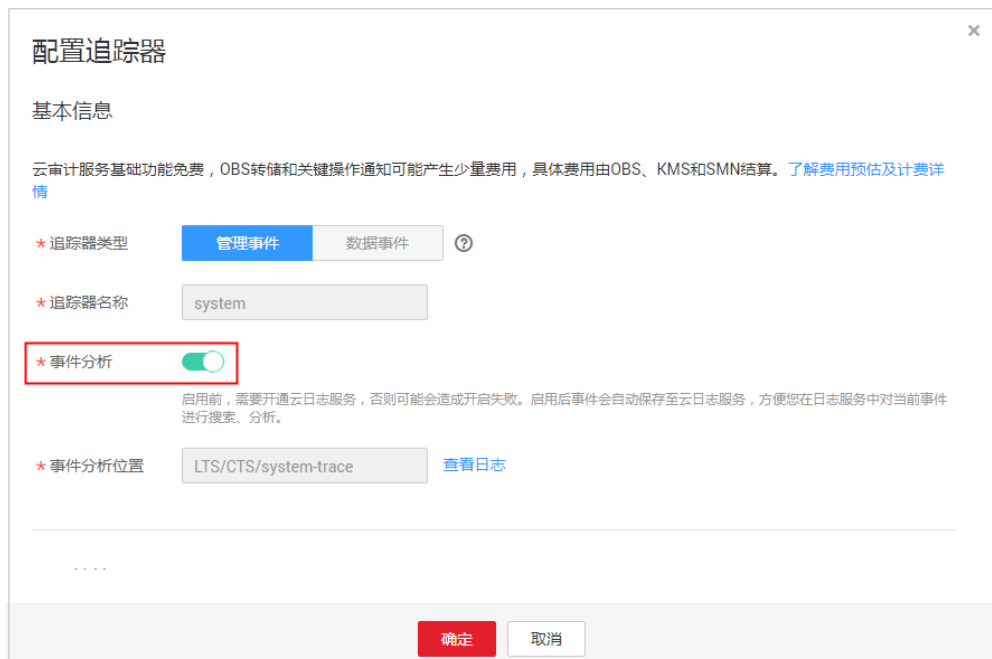 配置追踪器
基本信息
云审计服务基础功能免费，OBS转储和关键操作通知可能产生少量费用，具体费用由OBS、KMS和SMN结算。了解费用预估及计费详
情
* 追踪器类型 管理事件 数据事件 ?
* 追踪器名称 system
* 事件分析
启用前，需要开通云日志服务，否则可能会造成开启失败。启用后事件会自动保存至云日志服务，方便您在日志服务中对当前事件
进行搜索、分析。
* 事件分析位置 LTS/CTS/system-trace 查看日志
....
确定 取消